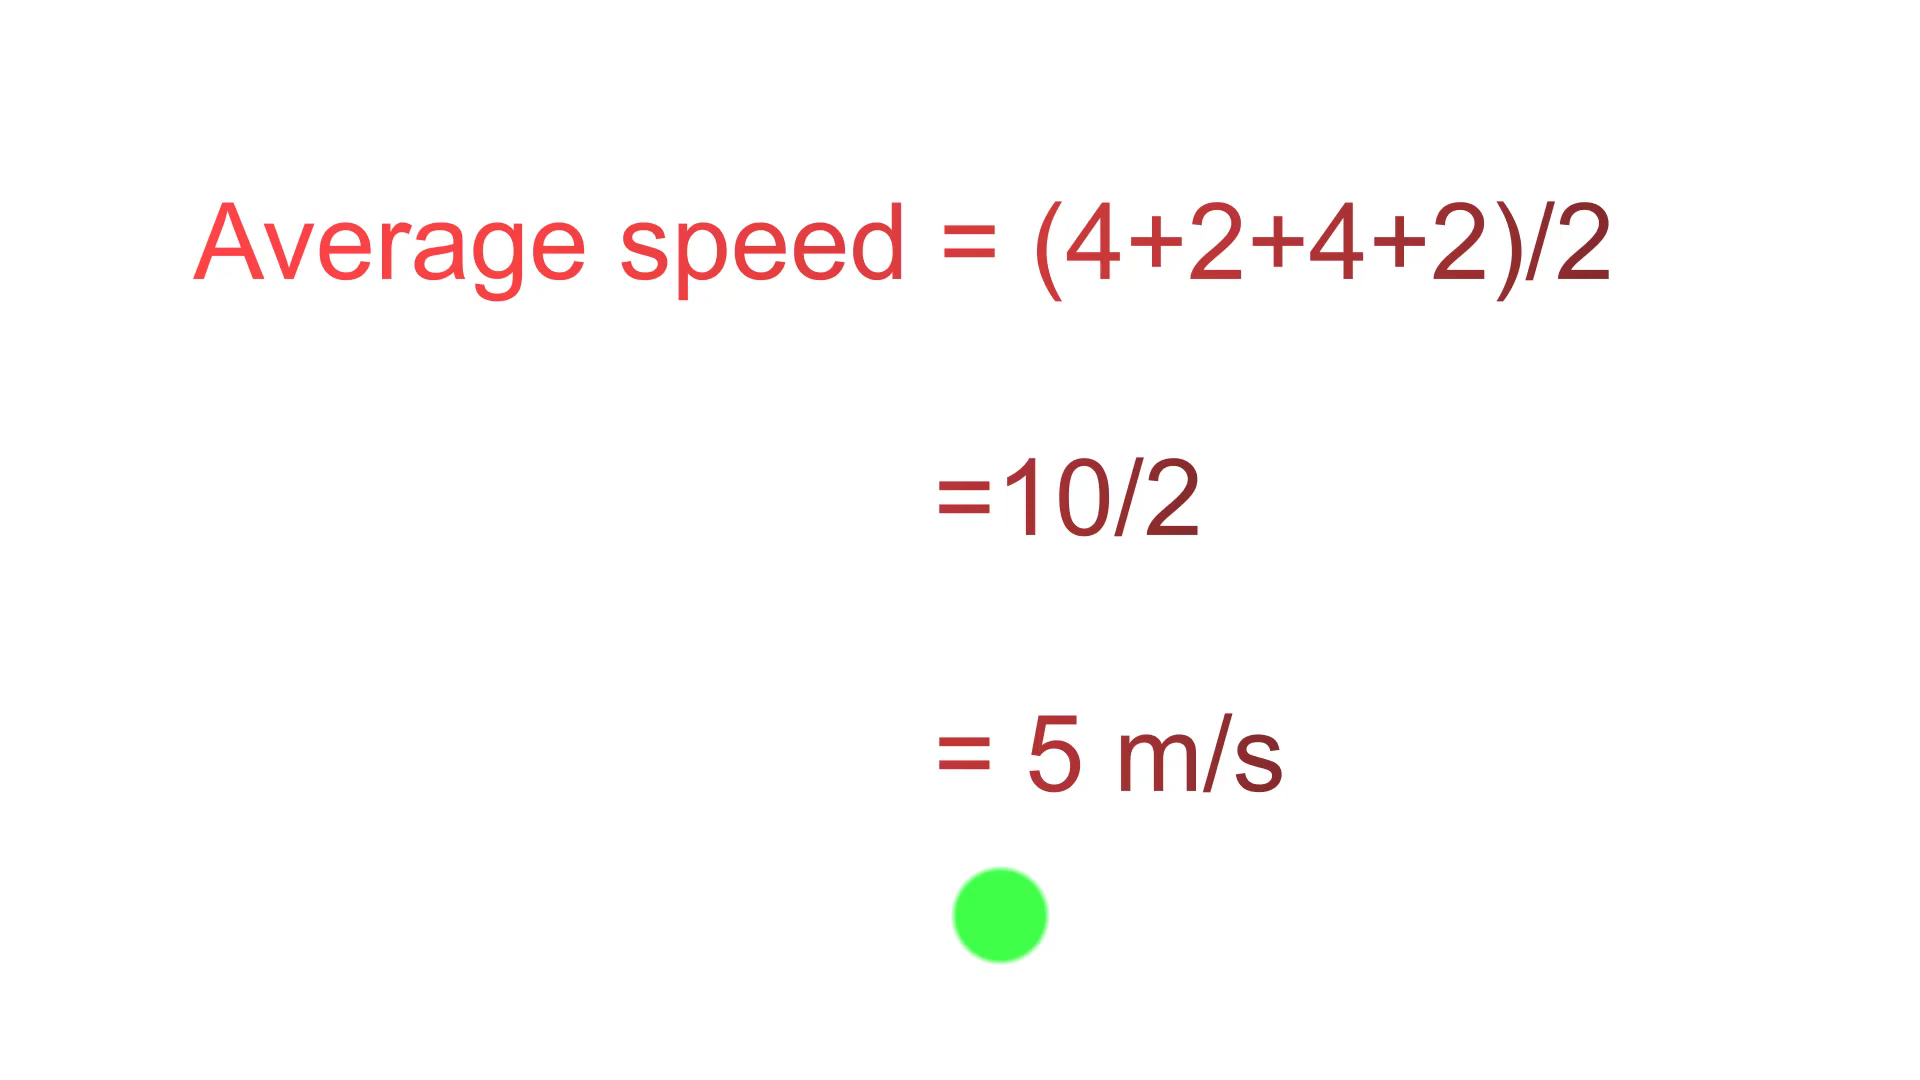 Average speed = (4+2+4+2)/2
=10/2
= 5 m/s